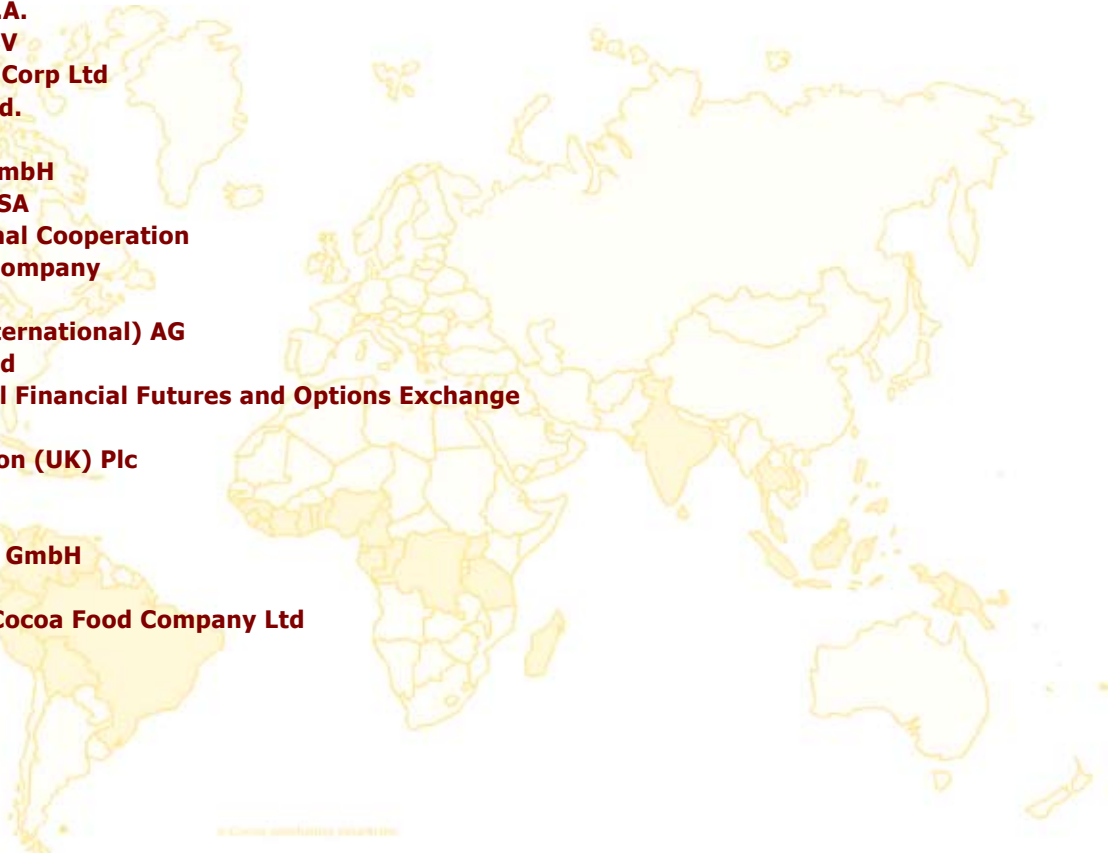 .A.
V
Corp Ltd
d.
mbH
SA
nal Cooperation
ompany
ternational) AG
d
l Financial Futures and Options Exchange
on (UK) Plc
GmbH
Cocoa Food Company Ltd